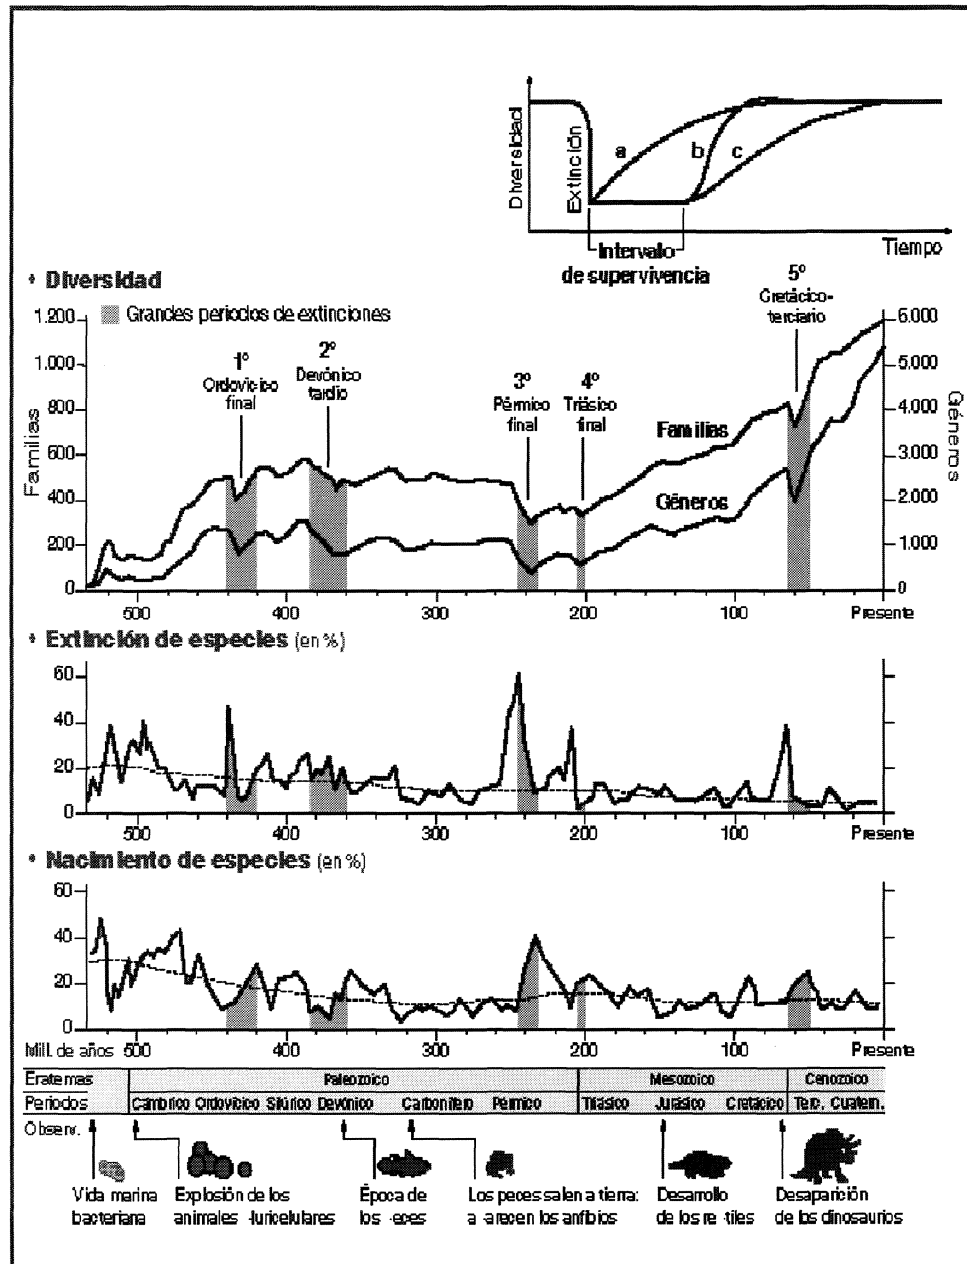 Diversidad
Extinción
a
b
c
Intervalo
de supervivencia
Tiempo
• Diversidad
Grandes periodos de extinciones
1.200
1.000
800
600
400
200
0
Familias
6.000
5.000
4.000
3.000
2.000
1.000
0
Géneros
1º
Ordovícico
final
2º
Devónico
tardío
3º
Pérmico
final
4º
Triásico
final
5º
Cretácico-
terciario
Familias
Géneros
500
400
300
200
100
Presente
• Extinción de especies (en %)
60
40
20
0
500
400
300
200
100
Presente
• Nacimiento de especies (en %)
60
40
20
0
Mill. de años
500
400
300
200
100
Presente
Eratemas
Paleozoico
Mesozoico
Cenozoico
Periodos
Cámbrico Ordovícico Silúrico Devónico Carbonífero Pérmico
Triásico Jurásico Cretácico
Terc. Cuatern.
Observ.
Vida marina
bacteriana
Explosión de los
animales -luricelulares
Época de
los -eces
Los peces salen a tierra:
a -arecen los anfibios
Desarrollo
de los re -tiles
Desaparición
de los dinosaurios